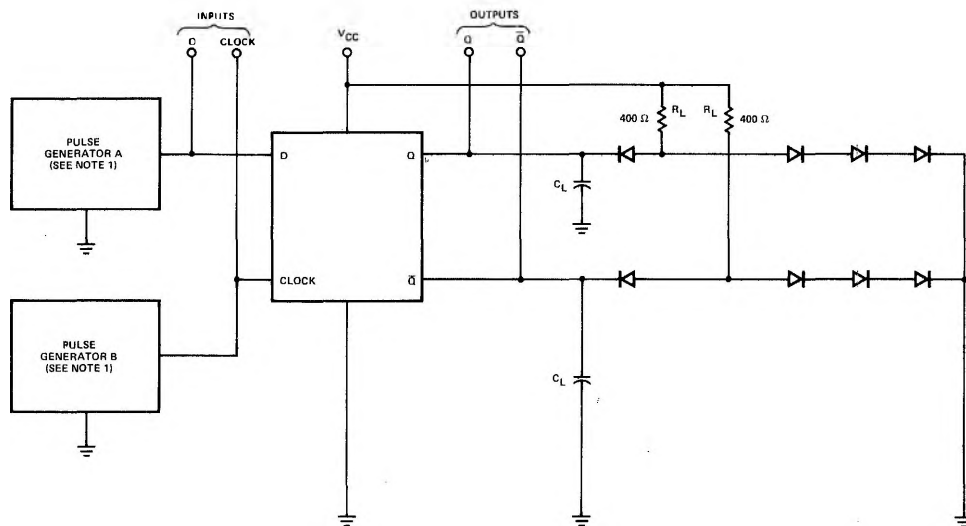 INPUTS
OUTPUTS
D
CLOCK
VCC
Q
Q̅
PULSE
GENERATOR A
(SEE NOTE 1)
D
Q
400 Ω
RL
RL
400 Ω
CL
CLOCK
Q̅
PULSE
GENERATOR B
(SEE NOTE 1)
CL